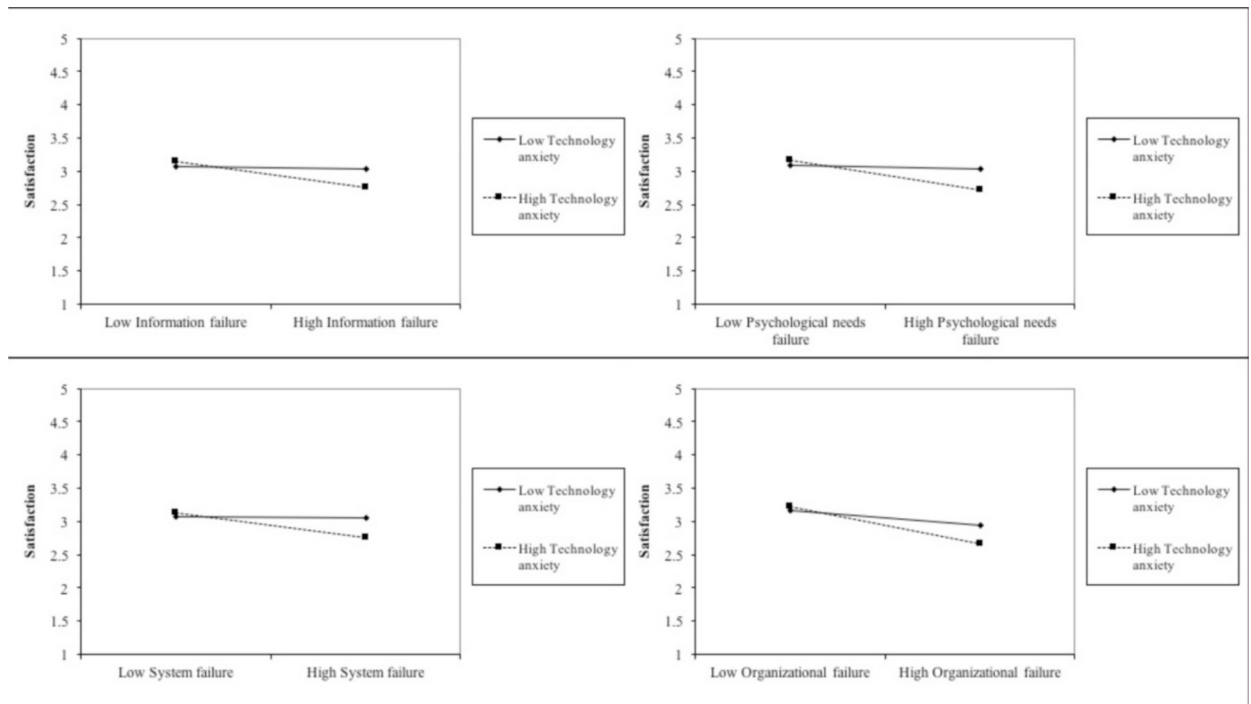 5
4.5
4
3.5
3
2.5
2
1.5
1
Satisfaction
Low Information failure
High Information failure
Low Technology
anxiety
High Technology
anxiety
5
4.5
4
3.5
3
2.5
2
1.5
1
Satisfaction
Low Psychological needs
failure
High Psychological needs
failure
Low Technology
anxiety
High Technology
anxiety
5
4.5
4
3.5
3
2.5
2
1.5
1
Satisfaction
Low System failure
High System failure
Low Technology
anxiety
High Technology
anxiety
5
4.5
4
3.5
3
2.5
2
1.5
1
Satisfaction
Low Organizational failure
High Organizational failure
Low Technology
anxiety
High Technology
anxiety